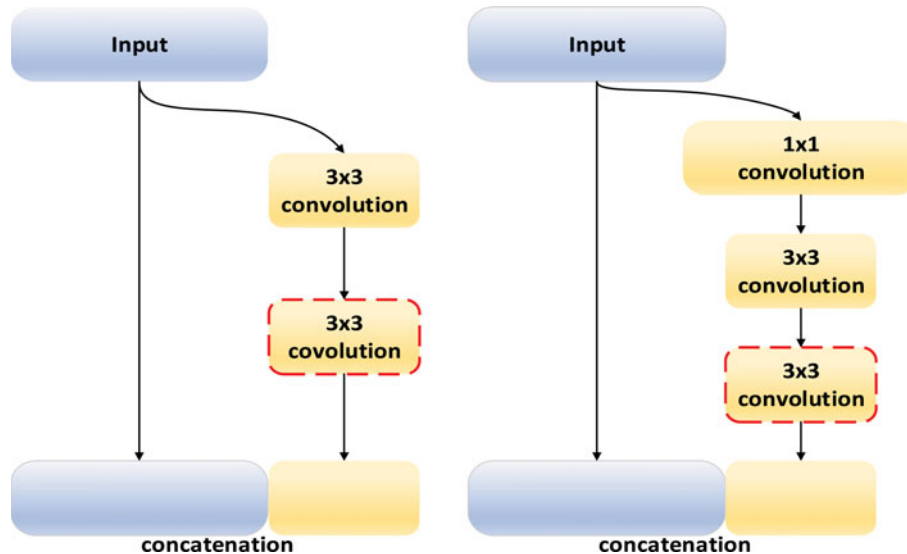 Input
3x3
convolution
3x3
covolution
concatenation
Input
1x1
convolution
3x3
convolution
3x3
convolution
concatenation